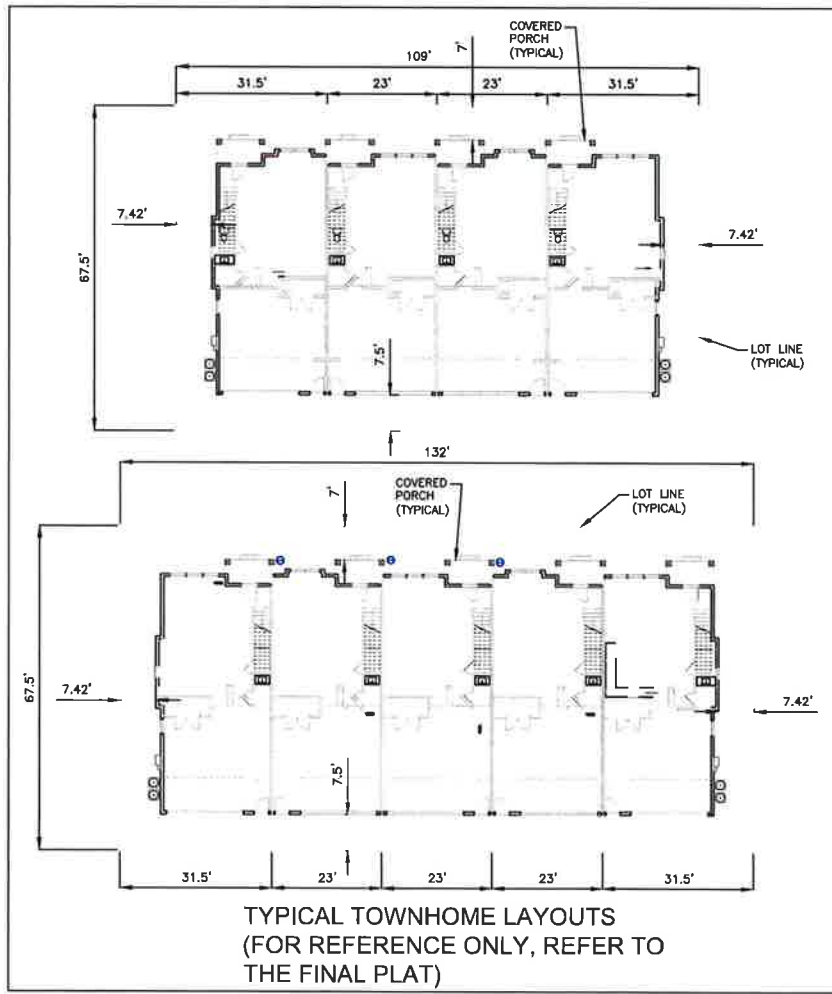 COVERED
PORCH
(TYPICAL)
7'
109'
31.5'
23'
23'
31.5'
7.42'
7.42'
67.5'
LOT LINE
(TYPICAL)
7.5'
132'
COVERED
PORCH
(TYPICAL)
7'
LOT LINE
(TYPICAL)
67.5'
7.42'
7.42'
7.5'
31.5'
23'
23'
23'
31.5'
TYPICAL TOWNHOME LAYOUTS
(FOR REFERENCE ONLY, REFER TO
THE FINAL PLAT)